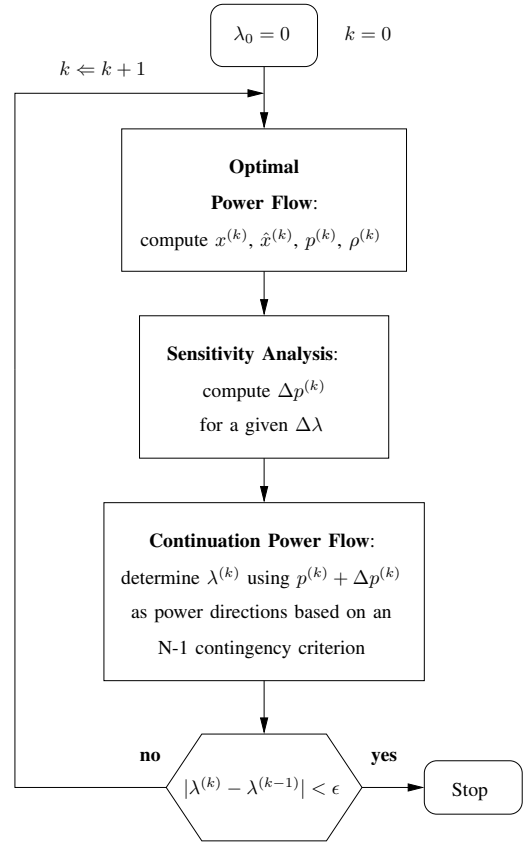 λ₀ = 0    k = 0
k ⇐ k + 1
Optimal
Power Flow:
compute x^(k), x̂^(k), p^(k), ρ^(k)
Sensitivity Analysis:
compute Δp^(k)
for a given Δλ
Continuation Power Flow:
determine λ^(k) using p^(k) + Δp^(k)
as power directions based on an
N-1 contingency criterion
no    yes
|λ^(k) − λ^(k−1)| < ϵ    Stop